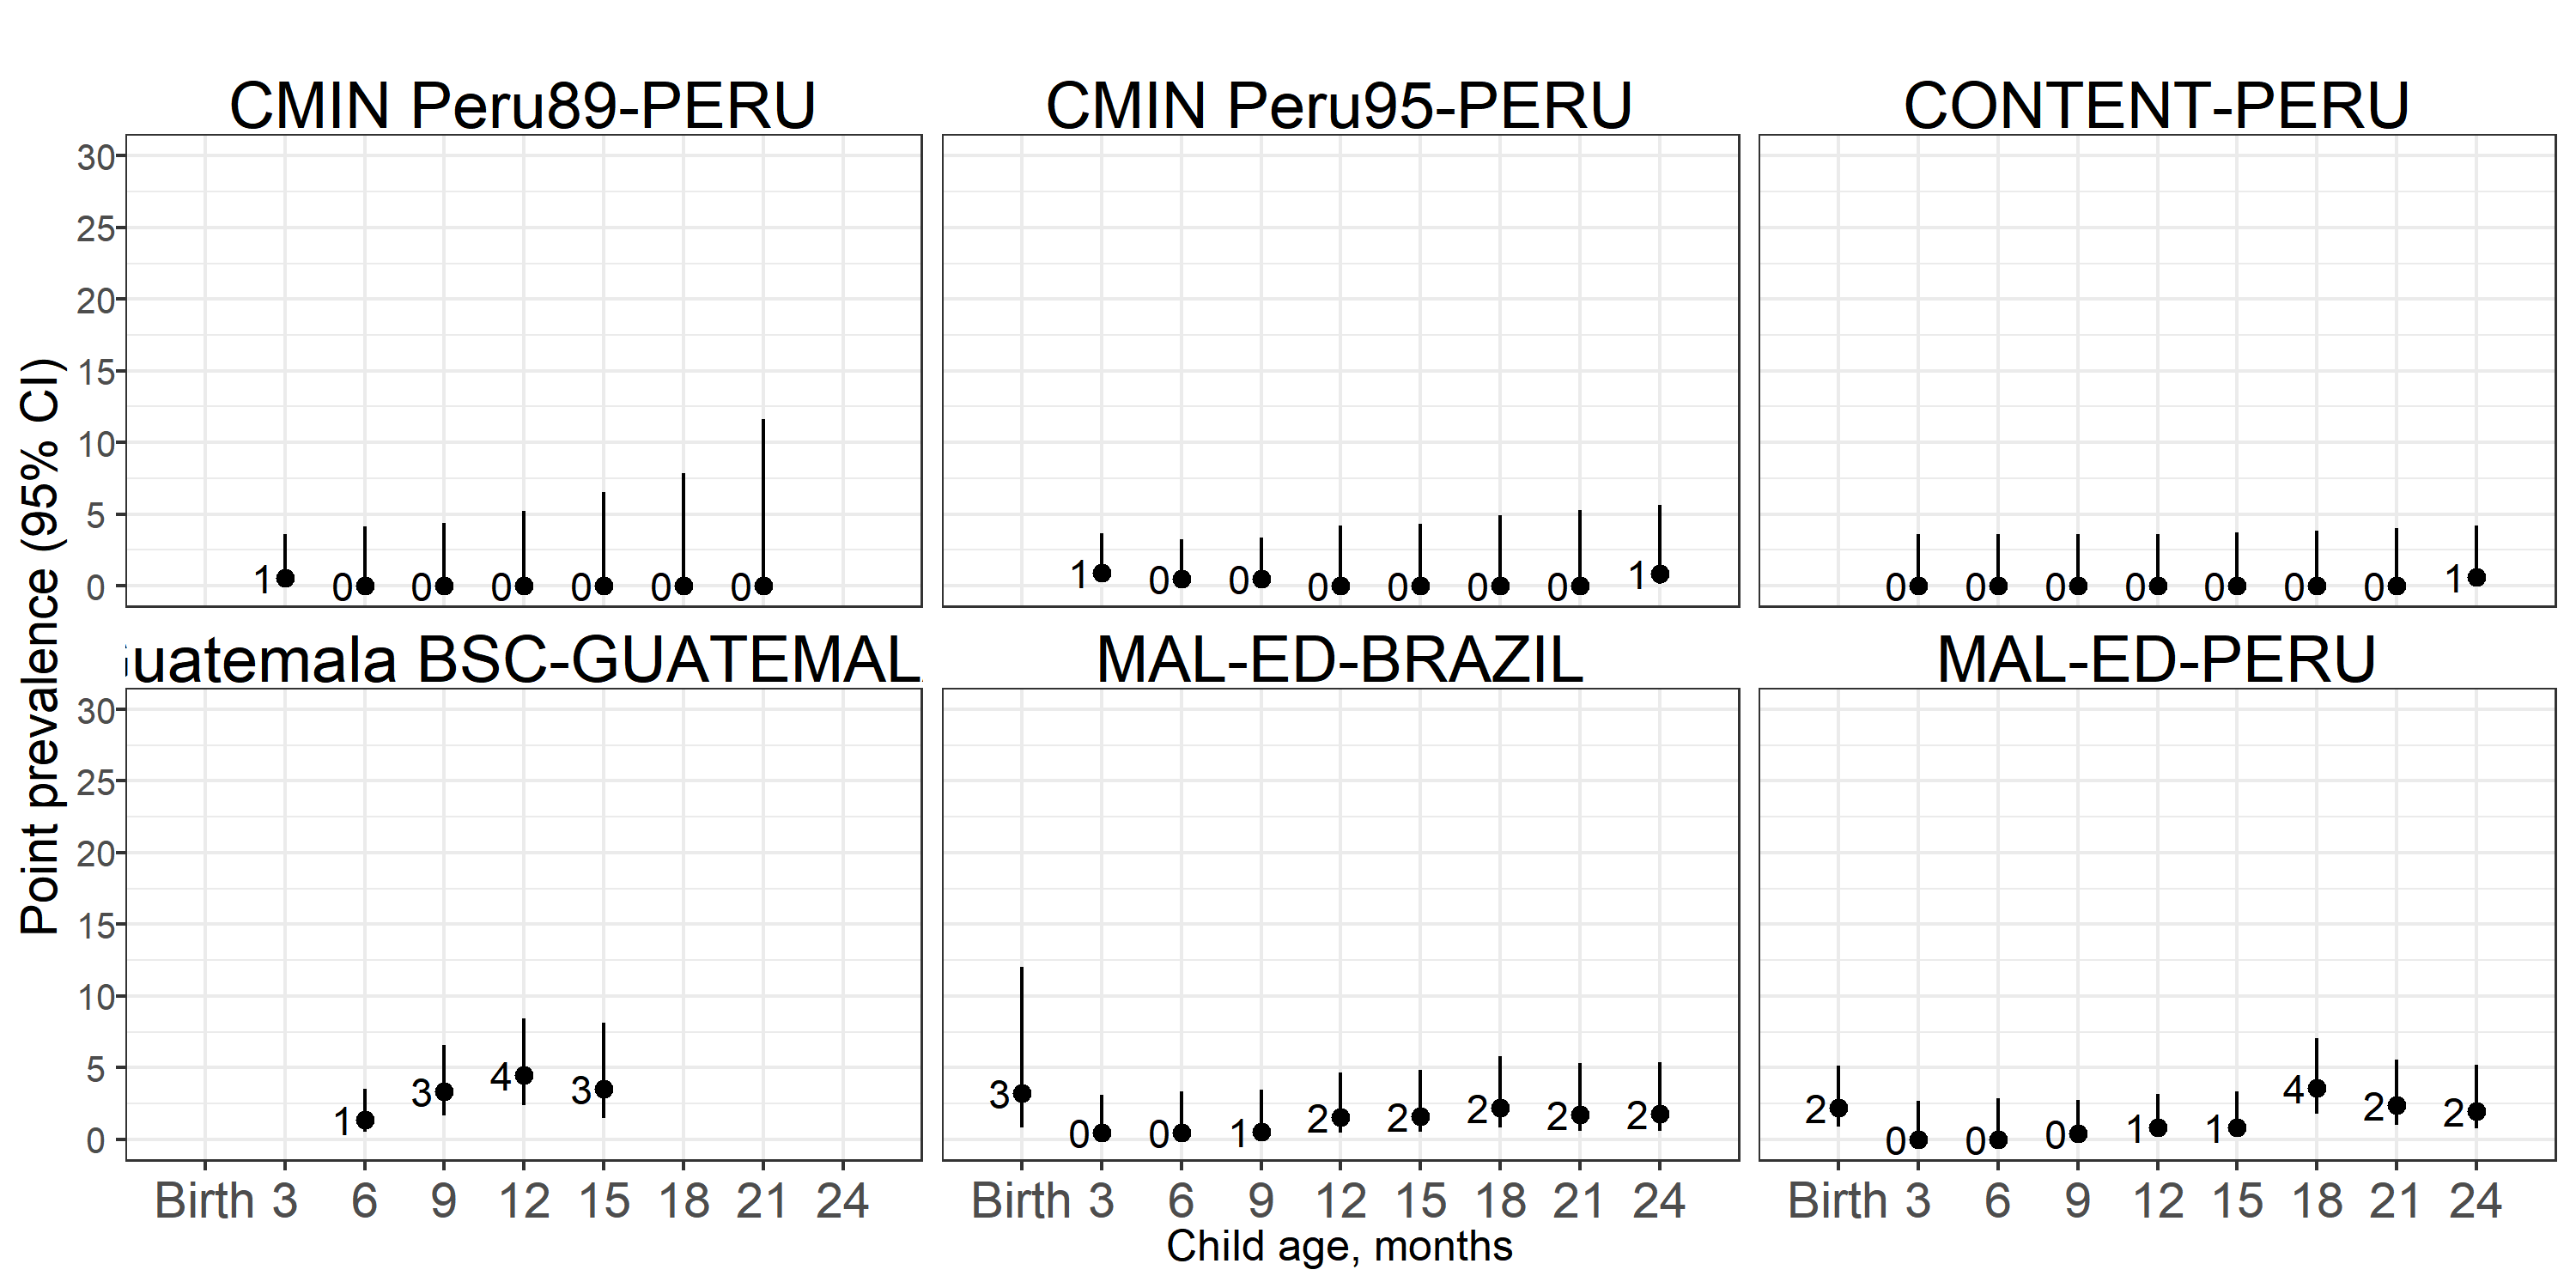 CMIN Peru89-PERU CMIN Peru95-PERU CONTENT-PERU
30
25
20
15
10
5
0
1 0 0 0 0 0 0
1 0 0 0 0 0 0 1
0 0 0 0 0 0 0 1
uatemala BSC-GUATEMAL MAL-ED-BRAZIL MAL-ED-PERU
30
25
20
15
10
5
0
1 3 4 3
3 0 0 1 2 2 2 2 2
2 0 0 0 1 1 4 2 2
Birth 3 6 9 12 15 18 21 24
Birth 3 6 9 12 15 18 21 24
Birth 3 6 9 12 15 18 21 24
Child age, months
Point prevalence (95% CI)